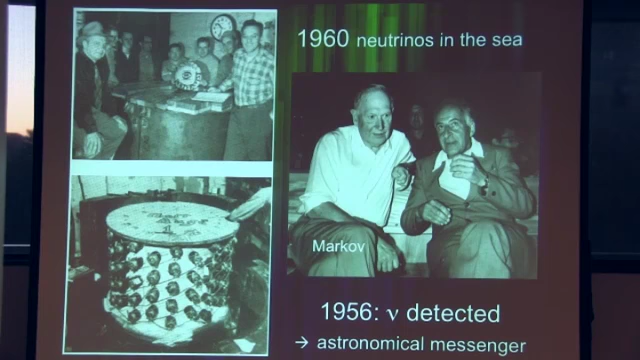 1960 neutrinos in the sea
Markov
1956: ν detected
→ astronomical messenger